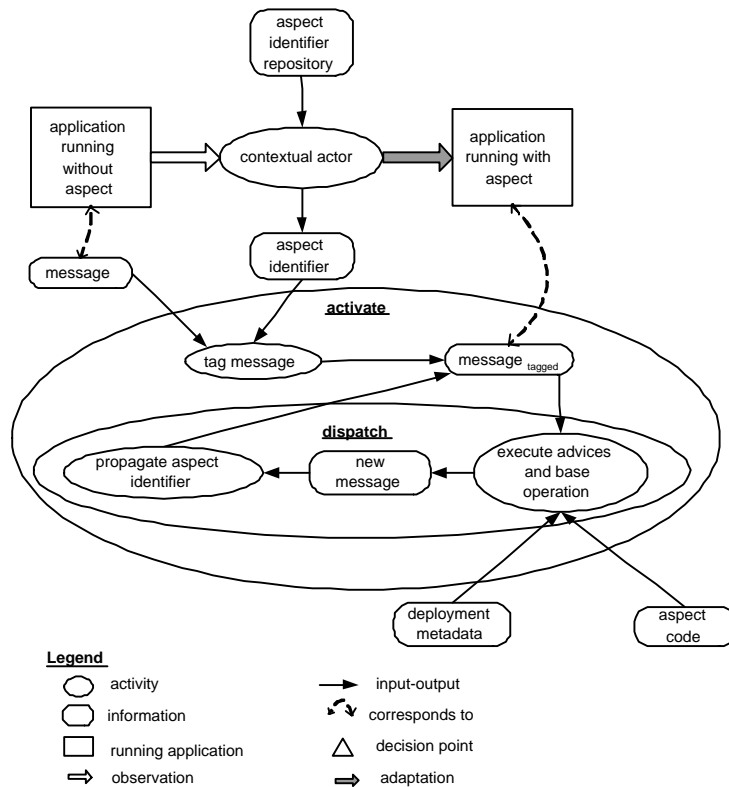 aspect
identifier
repository
application
running
without
aspect
contextual actor
application
running with
aspect
message
aspect
identifier
activate
tag message
message tagged
dispatch
propagate aspect
identifier
new
message
execute advices
and base
operation
deployment
metadata
aspect
code
Legend
activity
input-output
information
corresponds to
running application
decision point
observation
adaptation